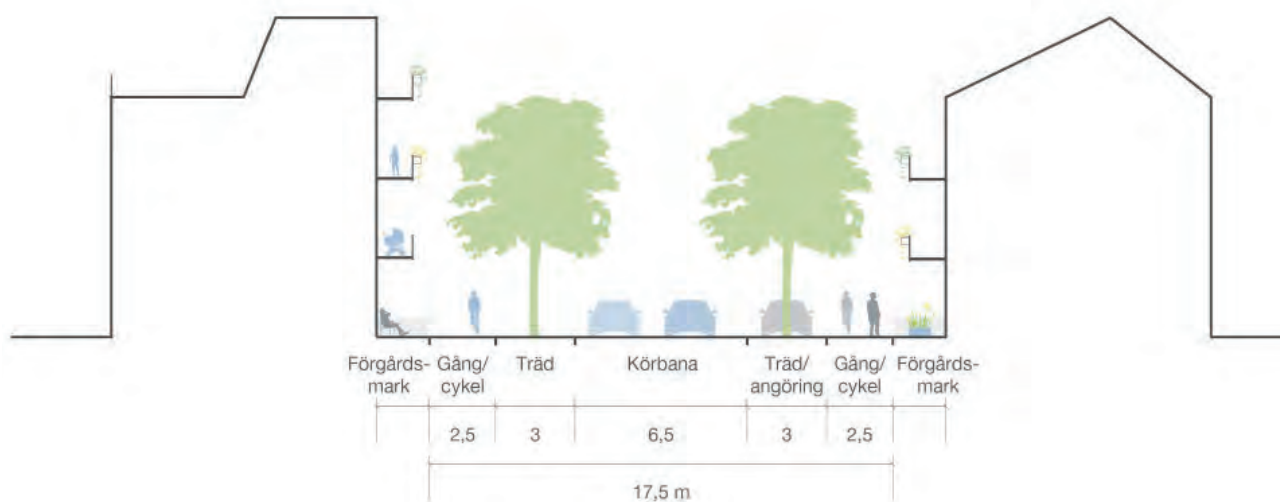 Förgårds-
mark
Gång/
cykel
Träd
Körbana
Träd/
angöring
Gång/
cykel
Förgårds-
mark
2,5
3
6,5
3
2,5
17,5 m